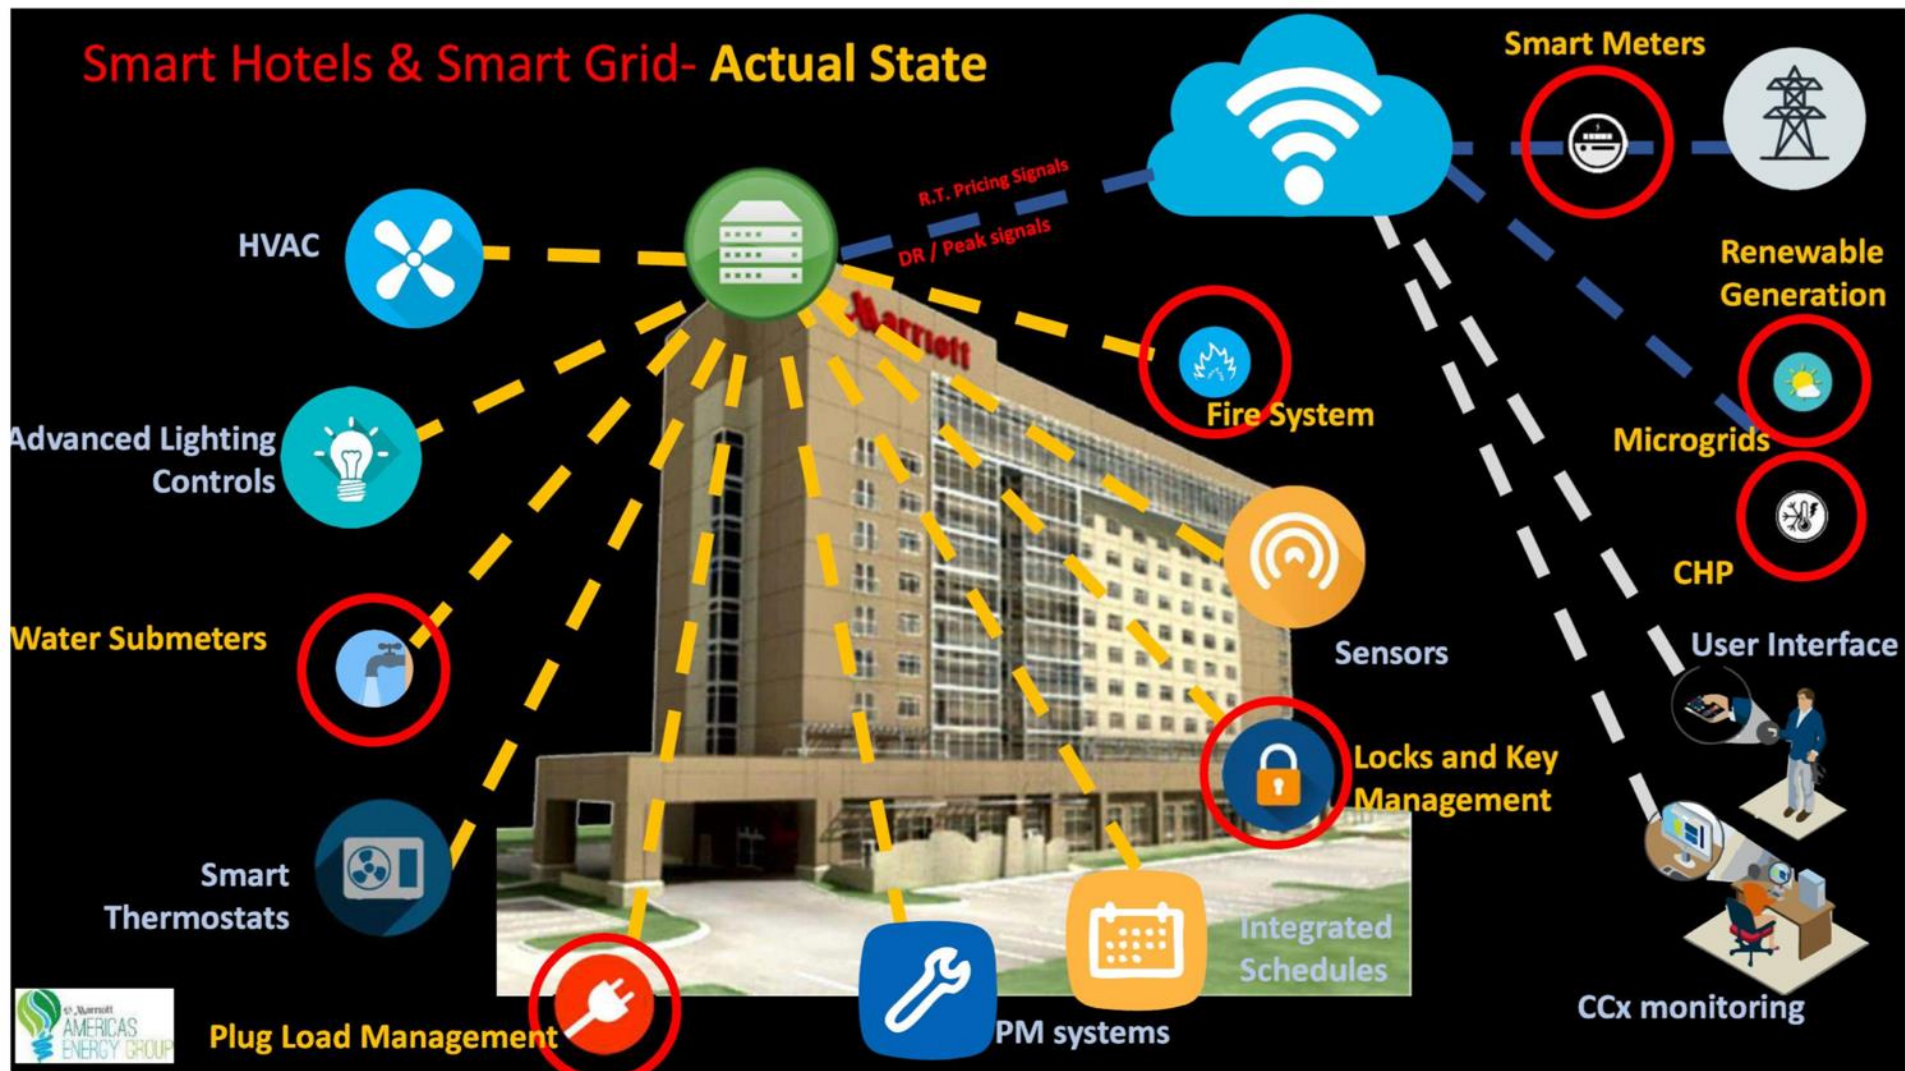 Smart Hotels & Smart Grid- Actual State
Smart Meters
R.T. Pricing Signals
DR / Peak signals
HVAC
Marriott
Renewable
Generation
Fire System
Microgrids
Advanced Lighting
Controls
CHP
Water Submeters
Sensors
User Interface
Locks and Key
Management
Smart
Thermostats
Integrated
Schedules
CCx monitoring
Plug Load Management
PM systems
Marriott
AMERICAS
ENERGY GROUP